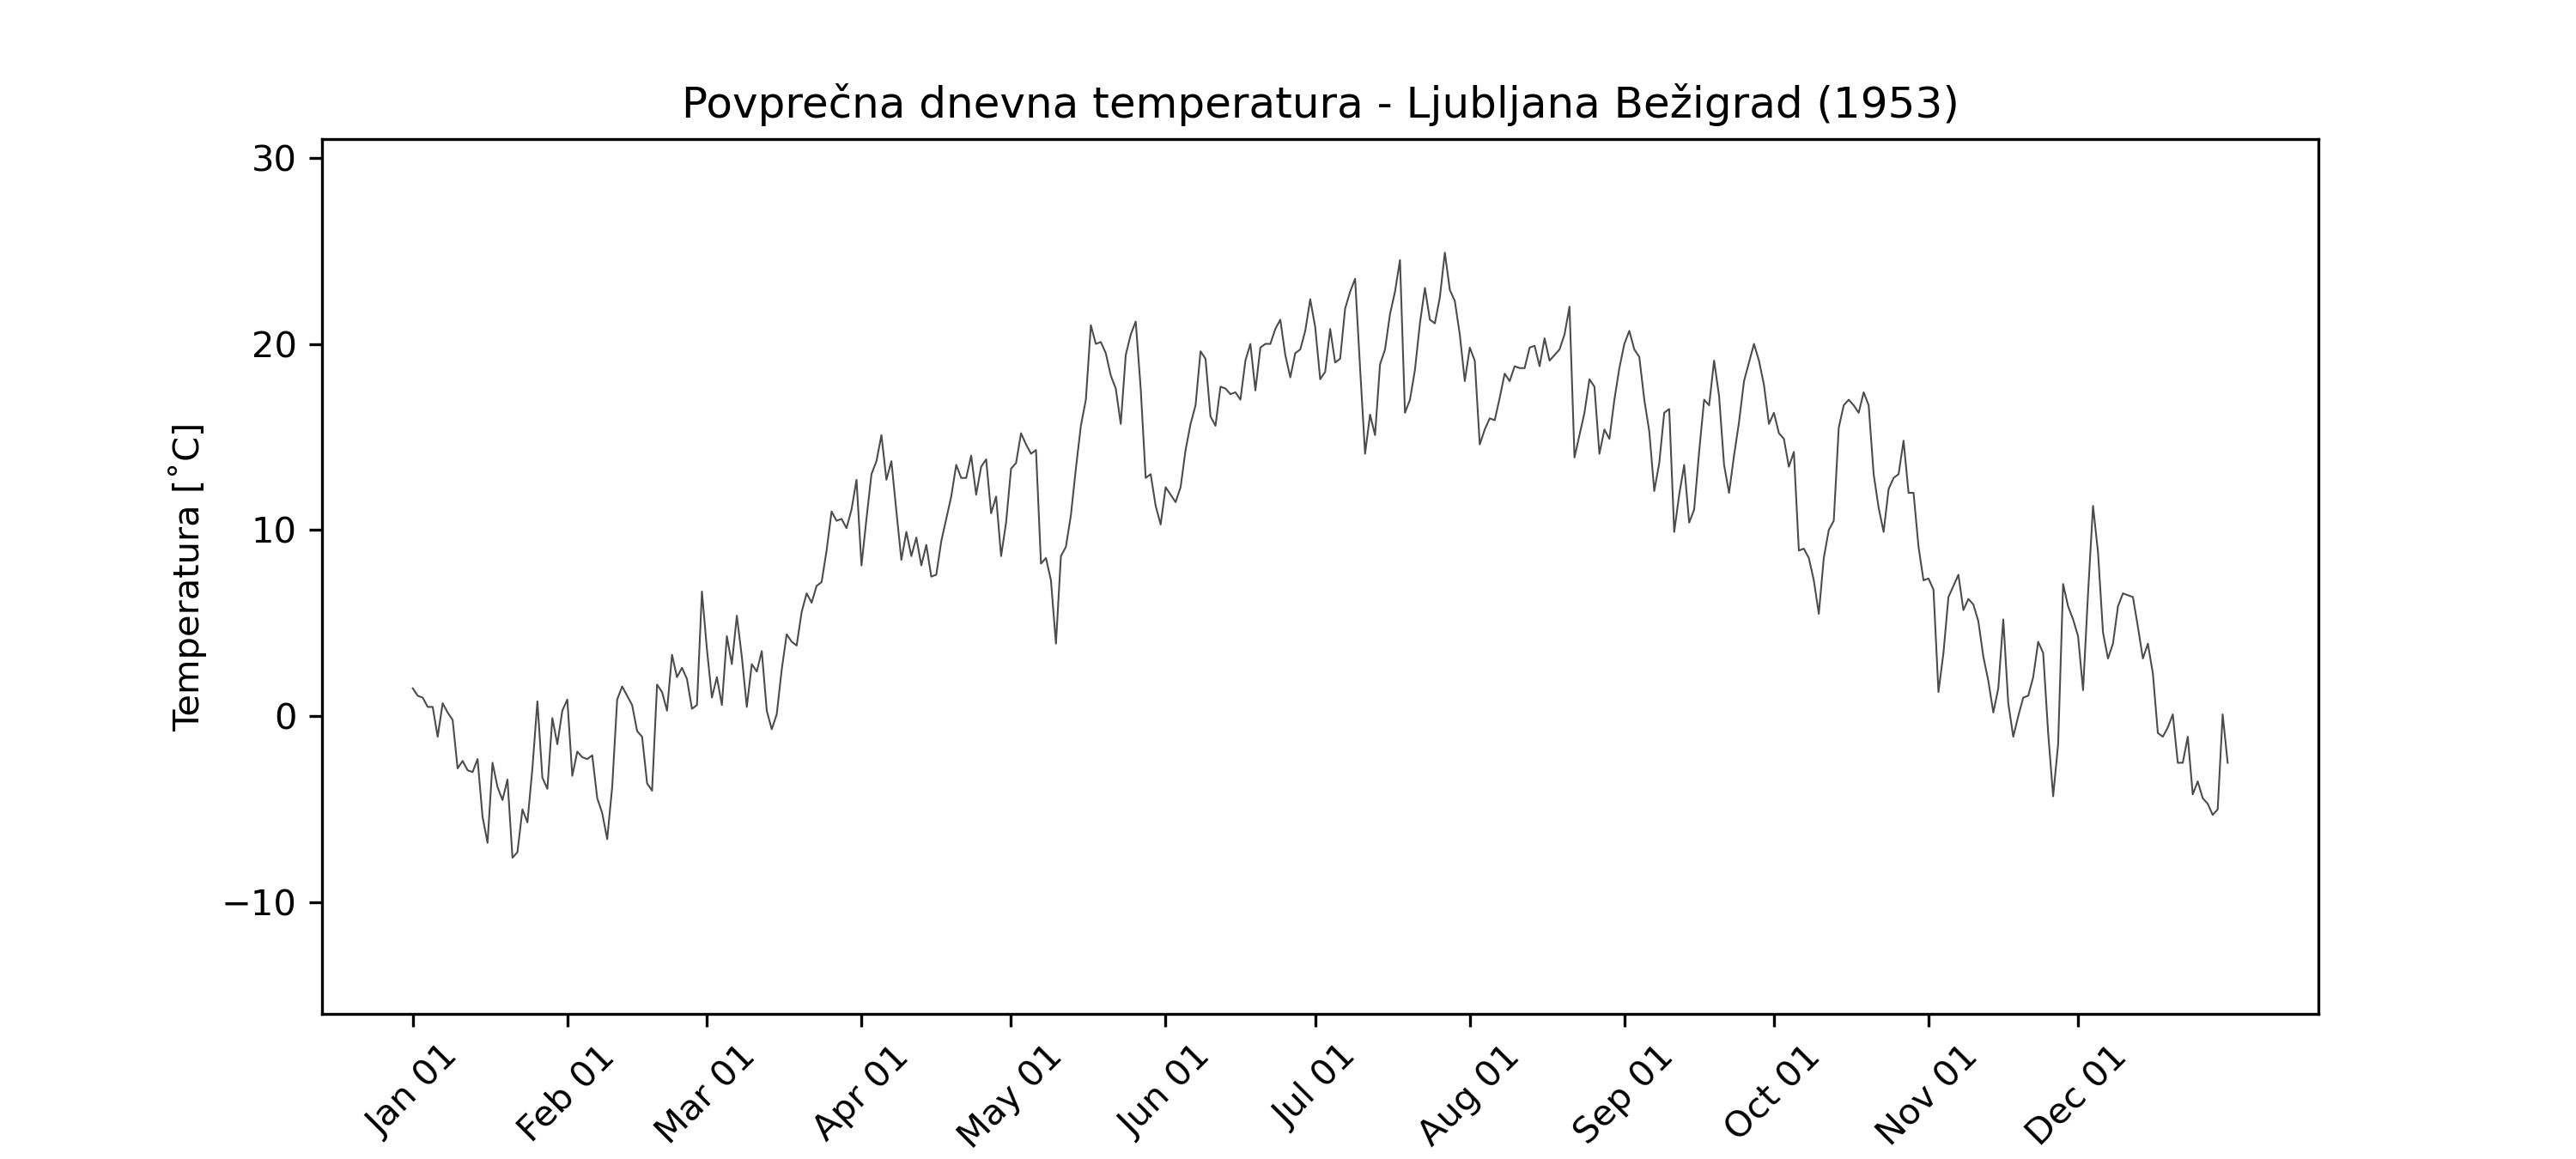 Povprečna dnevna temperatura - Ljubljana Bežigrad (1953)
Temperatura [˚C]
30
20
10
0
−10
Jan 01
Feb 01
Mar 01
Apr 01
May 01
Jun 01
Jul 01
Aug 01
Sep 01
Oct 01
Nov 01
Dec 01